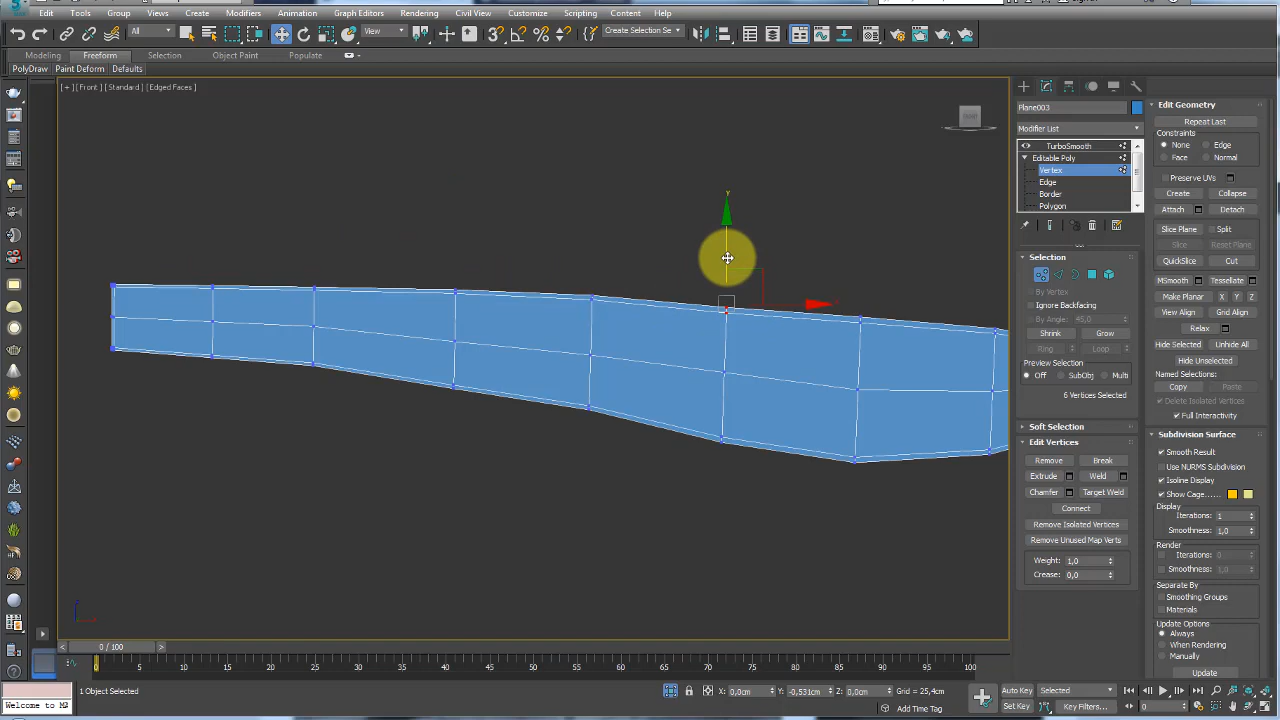 Edit Tools Group Views Create Modifiers Animation Graph Editors Rendering Civil View Customize Scripting Content Help
All View Create Selection Se
Modeling Freeform Selection Object Paint Populate
PolyDraw Paint Deform Defaults
[+] [Front] [Standard] [Edged Faces]
y
Plane003
Modifier List
TurboSmooth
Editable Poly
Vertex
Edge
Border
Polygon
Selection
By Vertex
Ignore Backfacing
By Angle: 45,0
Shrink Grow
Ring Loop
Preview Selection
Off SubObj Multi
6 Vertices Selected
Soft Selection
Edit Vertices
Remove Break
Extrude Weld
Chamfer Target Weld
Connect
Remove Isolated Vertices
Remove Unused Map Verts
Weight: 1,0
Crease: 0,0
Edit Geometry
Repeat Last
Constraints
None Edge
Face Normal
Preserve UVs
Create Collapse
Attach Detach
Slice Plane Split
Slice Reset Plane
QuickSlice Cut
MSmooth Tessellate
Make Planar X Y Z
View Align Grid Align
Relax
Hide Selected Unhide All
Hide Unselected
Named Selections:
Copy Paste
Delete Isolated Vertices
Full Interactivity
Subdivision Surface
Smooth Result
Use NURMS Subdivision
Isoline Display
Show Cage......
Display
Iterations: 1
Smoothness: 1,0
Render
Iterations: 0
Smoothness: 1,0
Separate By
Smoothing Groups
Materials
Update Options
Always
When Rendering
Manually
Update
0 / 100
0 5 10 15 20 25 30 35 40 45 50 55 60 65 70 75 80 85 90 95 100
1 Object Selected X: 0,0cm Y: -0,531cm Z: 0,0cm Grid = 25,4cm Auto Key Selected
Welcome to M Add Time Tag Set Key Key Filters... 0